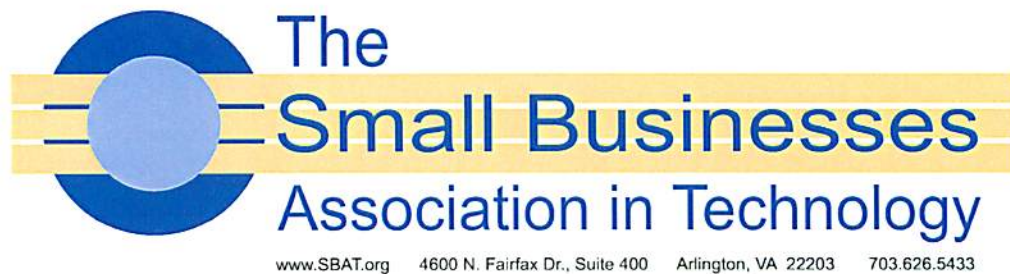 The
Small Businesses
Association in Technology
www.SBAT.org 4600 N. Fairfax Dr., Suite 400 Arlington, VA 22203 703.626.5433